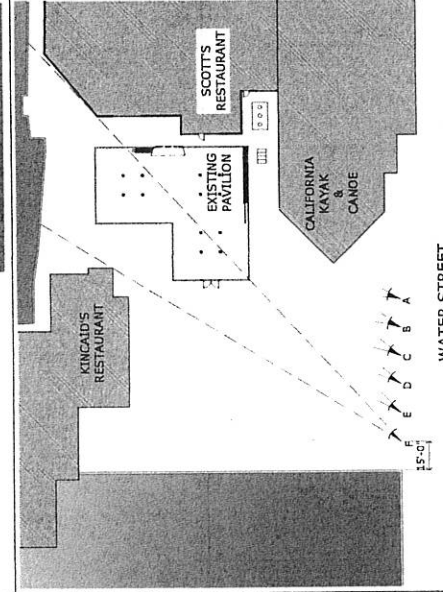 KINCAID'S
RESTAURANT
SCOTT'S
RESTAURANT
EXISTING
PAVILION
CALIFORNIA
KAYAK
&
CANOE
F
E
D
C
B
A
15'-0"
WATER STREET